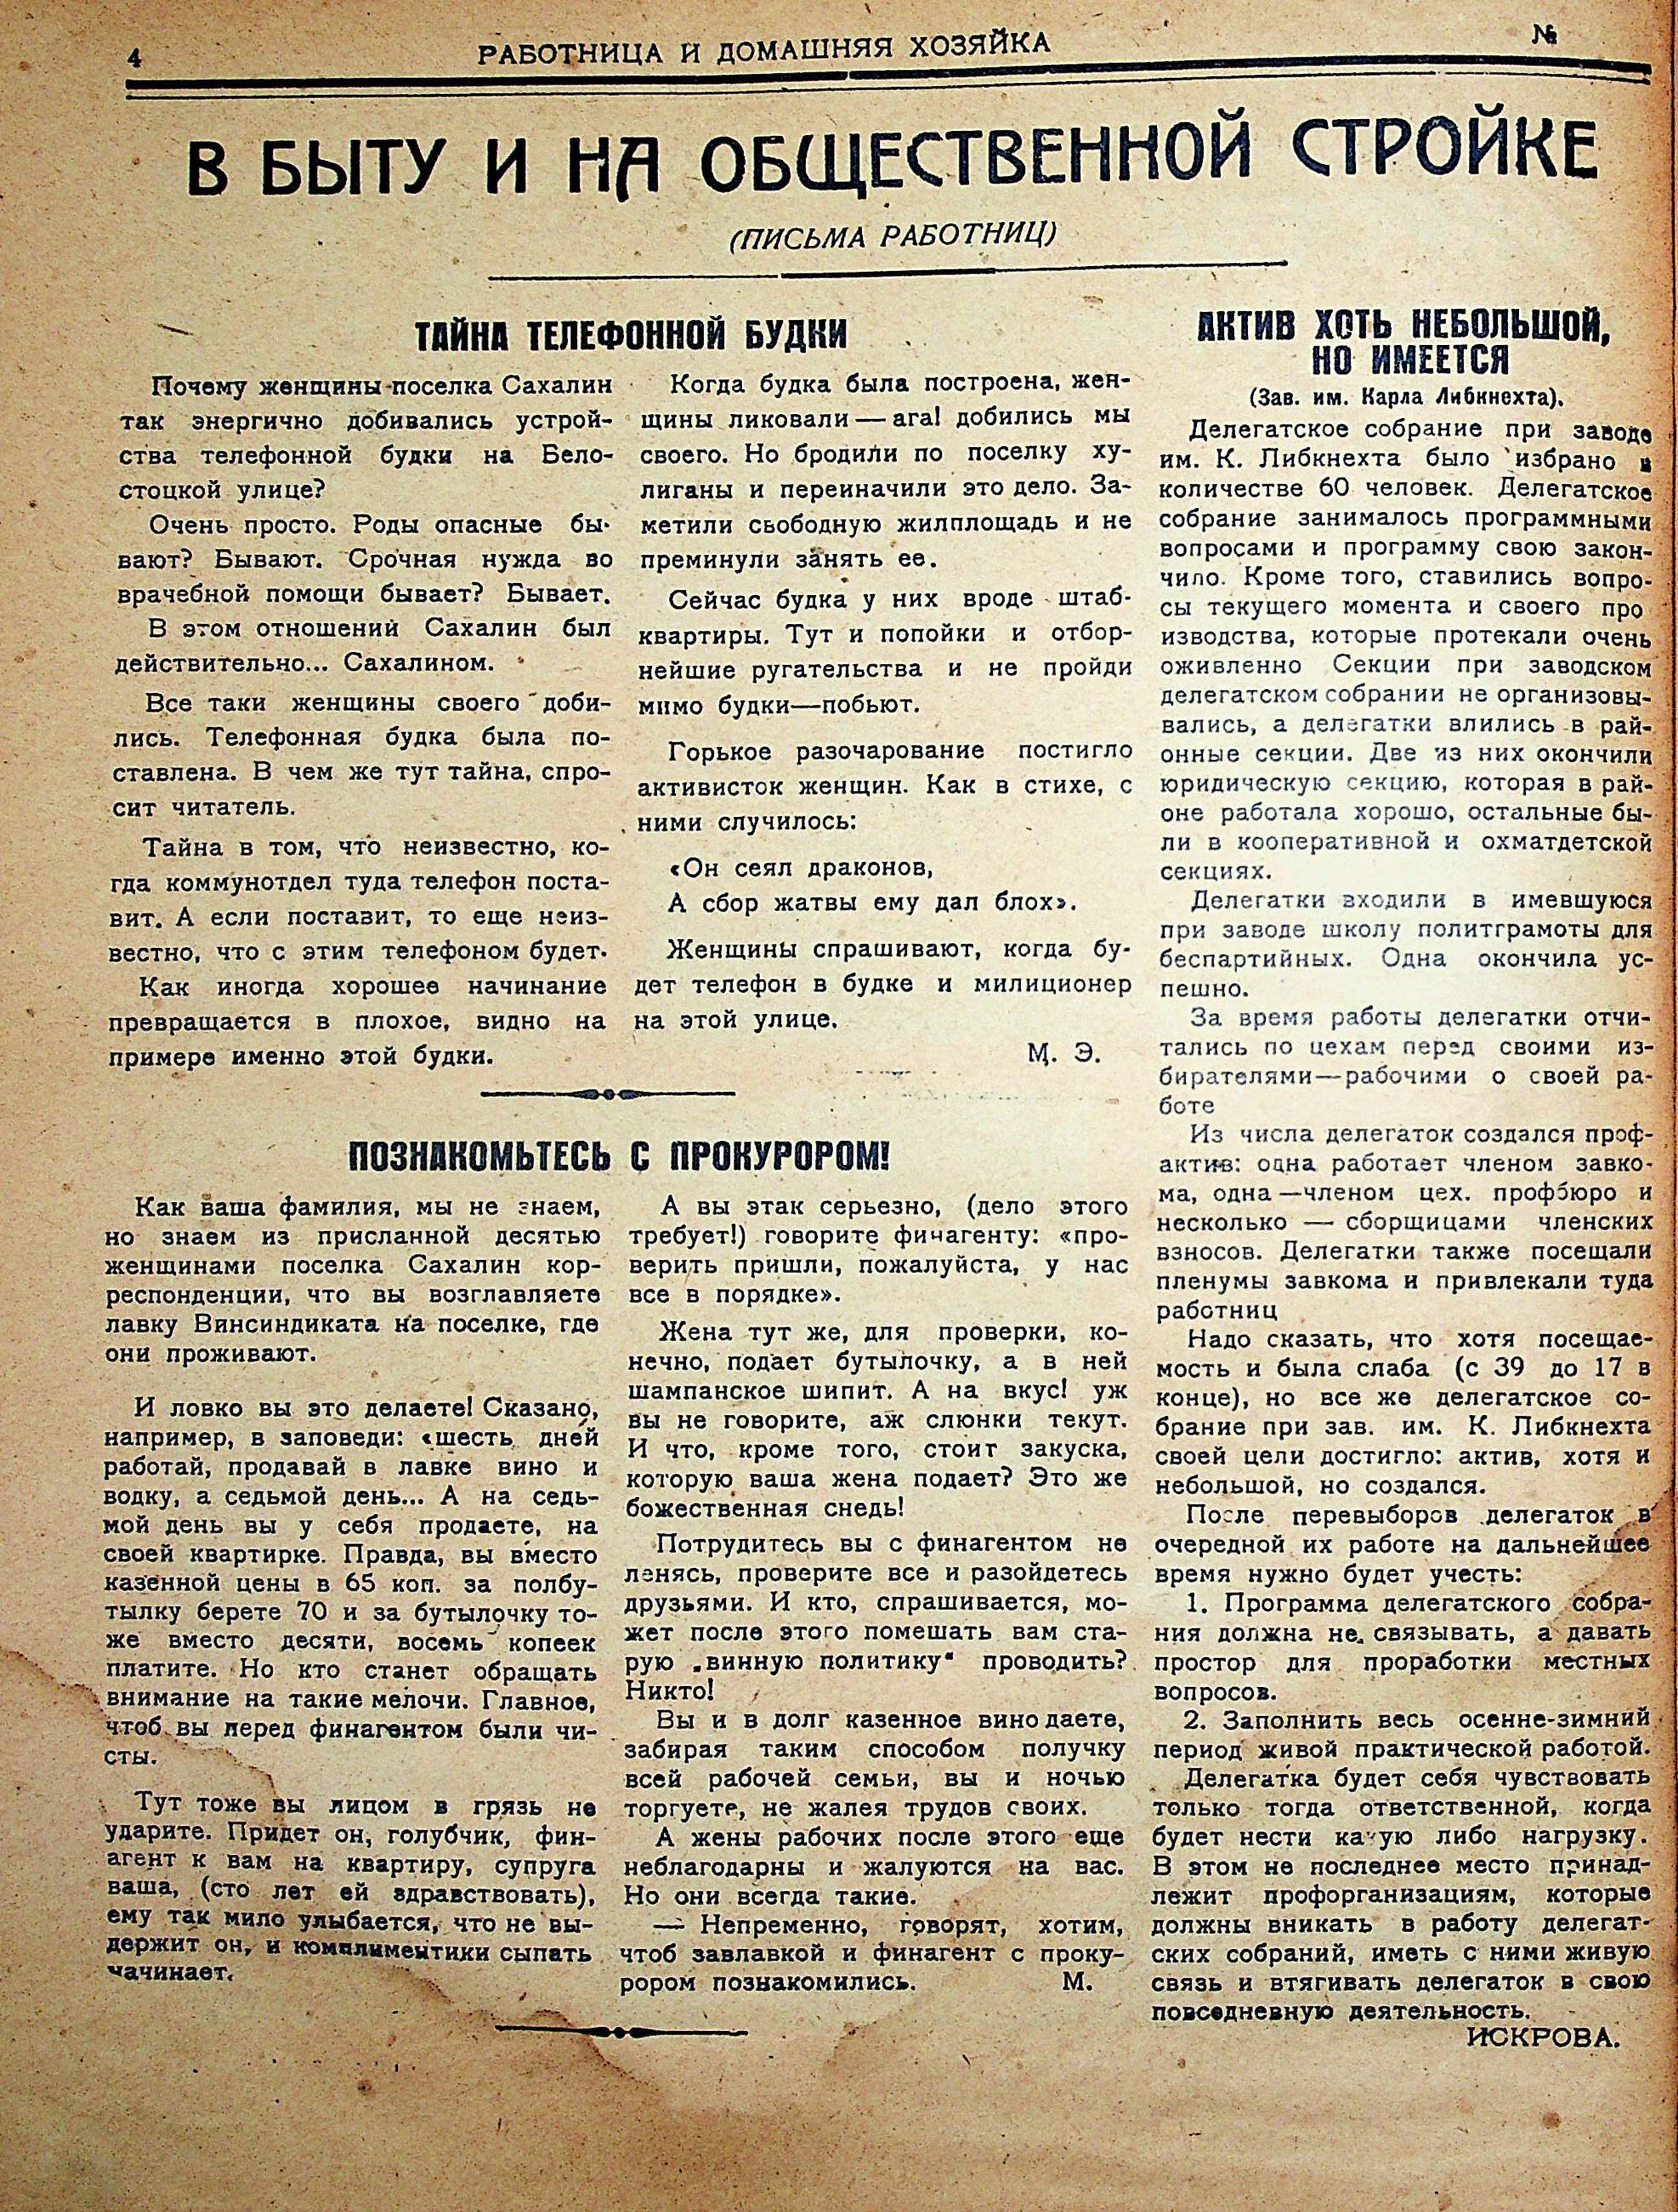 4
РАБОТНИЦА И ДОМАШНЯЯ ХОЗЯЙКА
№
В БЫТУ И НА ОБЩЕСТВЕННОЙ СТРОЙКЕ
(ПИСЬМА РАБОТНИЦ)
ТАЙНА ТЕЛЕФОННОЙ БУДКИ
Почему женщины поселка Сахалин
так энергично добивались устрой-
ства телефонной будки на Бело-
стоцкой улице?
Очень просто. Роды опасные бы-
вают? Бывают. Срочная нужда во
врачебной помощи бывает? Бывает.
В этом отношений Сахалин был
действительно... Сахалином.
Все таки женщины своего доби-
лись. Телефонная будка была по-
ставлена. В чем же тут тайна, спро-
сит читатель.
Тайна в том, что неизвестно, ко-
гда коммунотдел туда телефон поста-
вит. А если поставит, то еще неиз-
вестно, что с этим телефоном будет.
Как иногда хорошее начинание
превращается в плохое, видно на
примере именно этой будки.
Когда будка была построена, жен-
щины ликовали — ага! добились мы
своего. Но бродили по поселку ху-
лиганы и переиначили это дело. За-
метили свободную жилплощадь и не
преминули занять ее.
Сейчас будка у них вроде штаб-
квартиры. Тут и попойки и отбор-
нейшие ругательства и не пройди
мимо будки—побьют.
Горькое разочарование постигло
активисток женщин. Как в стихе, с
ними случилось:
«Он сеял драконов,
А сбор жатвы ему дал блох».
Женщины спрашивают, когда бу-
дет телефон в будке и милиционер
на этой улице.
М. Э.
ПОЗНАКОМЬТЕСЬ С ПРОКУРОРОМ!
Как ваша фамилия, мы не знаем,
но знаем из присланной десятью
женщинами поселка Сахалин кор-
респонденции, что вы возглавляете
лавку Винсиндиката на поселке, где
они проживают.
И ловко вы это делаете! Сказано,
например, в заповеди: «шесть дней
работай, продавай в лавке вино и
водку, а седьмой день... А на седь-
мой день вы у себя продаете, на
своей квартирке. Правда, вы вместо
казенной цены в 65 коп. за полбу-
тылку берете 70 и за бутылочку то-
же вместо десяти, восемь копеек
платите. Но кто станет обращать
внимание на такие мелочи. Главное,
чтоб вы перед финагентом были чи-
сты.
Тут тоже вы лицом в грязь не
ударите. Придет он, голубчик, фин-
агент к вам на квартиру, супруга
ваша, (сто лет ей здравствовать),
ему так мило улыбается, что не вы-
держит он, и комплиментики сыпать
начинает.
А вы этак серьезно, (дело этого
требует!) говорите финагенту: «про-
верить пришли, пожалуйста, у нас
все в порядке».
Жена тут же, для проверки, ко-
нечно, подает бутылочку, а в ней
шампанское шипит. А на вкус! уж
вы не говорите, аж слюнки текут.
И что, кроме того, стоит закуска,
которую ваша жена подает? Это же
божественная снедь!
Потрудитесь вы с финагентом не
ленясь, проверите все и разойдетесь
друзьями. И кто, спрашивается, мо-
жет после этого помешать вам ста-
рую „винную политику" проводить?
Никто!
Вы и в долг казенное вино даете,
забирая таким способом получку
всей рабочей семьи, вы и ночью
торгуете, не жалея трудов своих.
А жены рабочих после этого еще
неблагодарны и жалуются на вас.
Но они всегда такие.
— Непременно, говорят, хотим,
чтоб завлавкой и финагент с проку-
рором познакомились.
М.
АКТИВ ХОТЬ НЕБОЛЬШОЙ,
НО ИМЕЕТСЯ
(Зав. им. Карла Либкнехта).
Делегатское собрание при заводе
им. К. Либкнехта было избрано в
количестве 60 человек. Делегатское
собрание занималось программными
вопросами и программу свою закон-
чило. Кроме того, ставились вопро-
сы текущего момента и своего про
изводства, которые протекали очень
оживленно Секции при заводском
делегатском собрании не организовы-
вались, а делегатки влились в рай-
онные секции. Две из них окончили
юридическую секцию, которая в рай-
оне работала хорошо, остальные бы-
ли в кооперативной и охматдетской
секциях.
Делегатки входили в имевшуюся
при заводе школу политграмоты для
беспартийных. Одна окончила ус-
пешно.
За время работы делегатки отчи-
тались по цехам перед своими из-
бирателями—рабочими о своей ра-
боте
Из числа делегаток создался проф-
актив: одна работает членом завко-
ма, одна—членом цех. профбюро и
несколько — сборщицами членских
взносов. Делегатки также посещали
пленумы завкома и привлекали туда
работниц
Надо сказать, что хотя посещае-
мость и была слаба (с 39 до 17 в
конце), но все же делегатское со-
брание при зав. им. К. Либкнехта
своей цели достигло: актив, хотя и
небольшой, но создался.
После перевыборов делегаток в
очередной их работе на дальнейшее
время нужно будет учесть:
1. Программа делегатского собра-
ния должна не связывать, а давать
простор для проработки местных
вопросов.
2. Заполнить весь осенне-зимний
период живой практической работой.
Делегатка будет себя чувствовать
только тогда ответственной, когда
будет нести какую либо нагрузку.
В этом не последнее место принад-
лежит профорганизациям, которые
должны вникать в работу делегат-
ских собраний, иметь с ними живую
связь и втягивать делегаток в свою
повседневную деятельность.
ИСКРОВА.